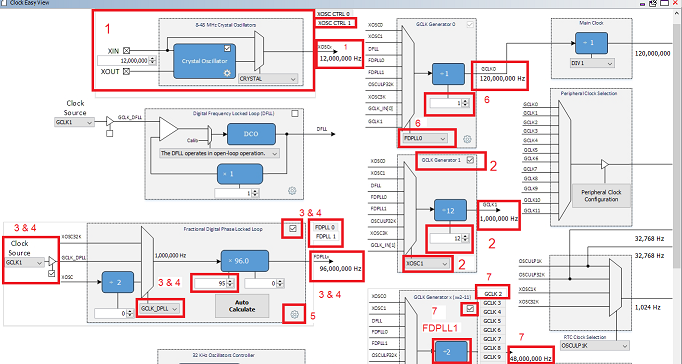 Clock Easy View
1
8-48 MHz Crystal Oscillators
XOSC CTRL 0
XOSC CTRL 1
XIN
12,000,000
XOUT
Crystal Oscillator
CRYSTAL
XOSCx
1
12,000,000 Hz
Clock
Source
GCLK1
GCLK_DFLL
Digital Frequency Locked Loop (DFLL)
DCO
Calib
The DFLL operates in open-loop operation.
÷ 1
1
DFLL
3 & 4
Clock
Source
GCLK1
XOSC32K
GCLK
XOSC
÷ 2
0
Fractional Digital Phase Locked Loop
3 & 4
FDPLL 0
FDPLL 1
1,000,000 Hz
3 & 4
GCLK_DPLL
× 96.0
95
0
Auto
Calculate
FDPLLx
96,000,000 Hz
3 & 4
5
32 KHz Oscillators Controller
XOSC0
XOSC1
DFLL
FDPLL0
FDPLL1
OSCULP32K
XOSC3K
GCLK_IN[0]
GCLK1
GCLK Generator 0
÷ 1
1
6
6
FDPLL0
GCLK0
120,000,000 Hz
XOSC0
XOSC1
DFLL
FDPLL0
FDPLL1
OSCULP32K
XOSC3K
GCLK_IN[1]
GCLK Generator 1
2
÷12
12
2
XOSC1
2
GCLK1
1,000,000 Hz
XOSC0
XOSC1
DFLL
FDPLL0
FDPLL1
GCLK Generator x (x=2-11)
7
FDPLL1
÷2
7
GCLK 2
GCLK 3
GCLK 4
GCLK 5
GCLK 6
GCLK 7
GCLK 8
GCLK 9
7
48,000,000 Hz
Main Clock
÷ 1
DIV1
120,000,000
Peripheral Clock Selection
GCLK0
GCLK1
GCLK2
GCLK3
GCLK4
GCLK5
GCLK6
GCLK7
GCLK8
GCLK9
GCLK10
GCLK11
Peripheral Clock
Configuration
32,768 Hz
32,768 Hz
OSCULP1K
OSCULP32K
XOSC1K
XOSC32K
1,024 Hz
RTC Clock Selection
OSCULP1K